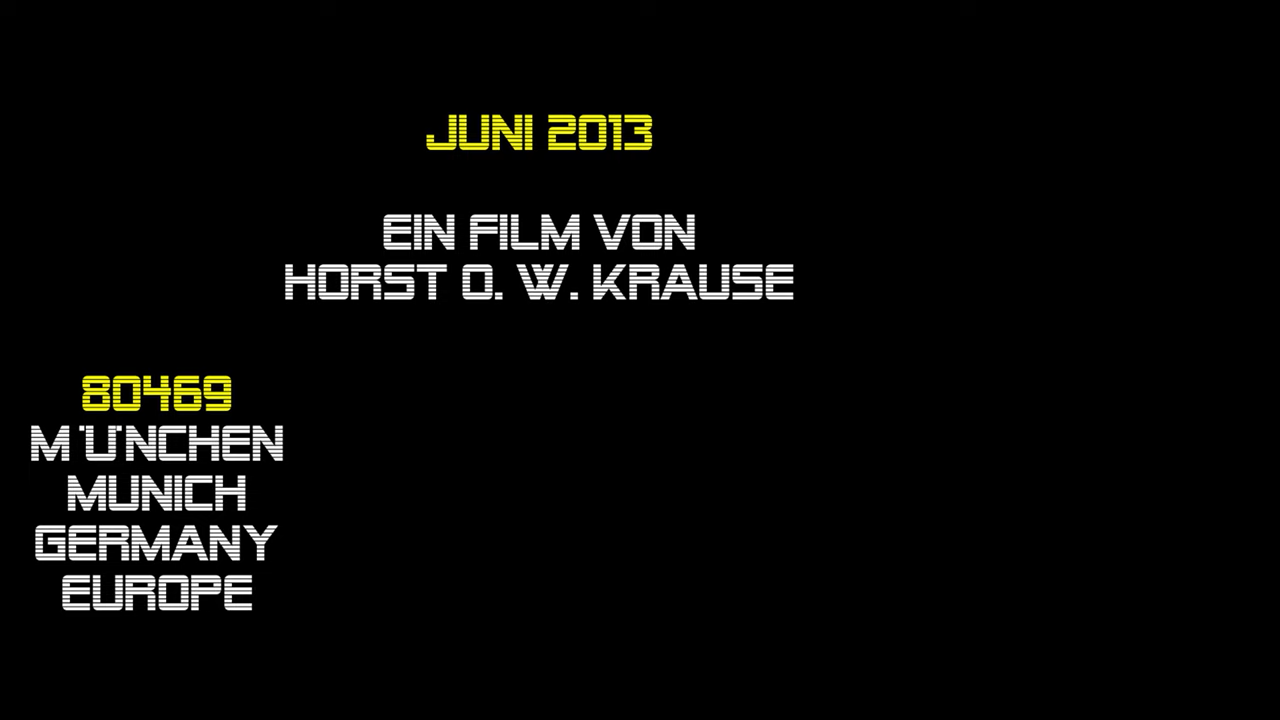 JUNI 2013
EIN FILM VON
HORST O. W. KRAUSE
80469
MÜNCHEN
MUNICH
GERMANY
EUROPE